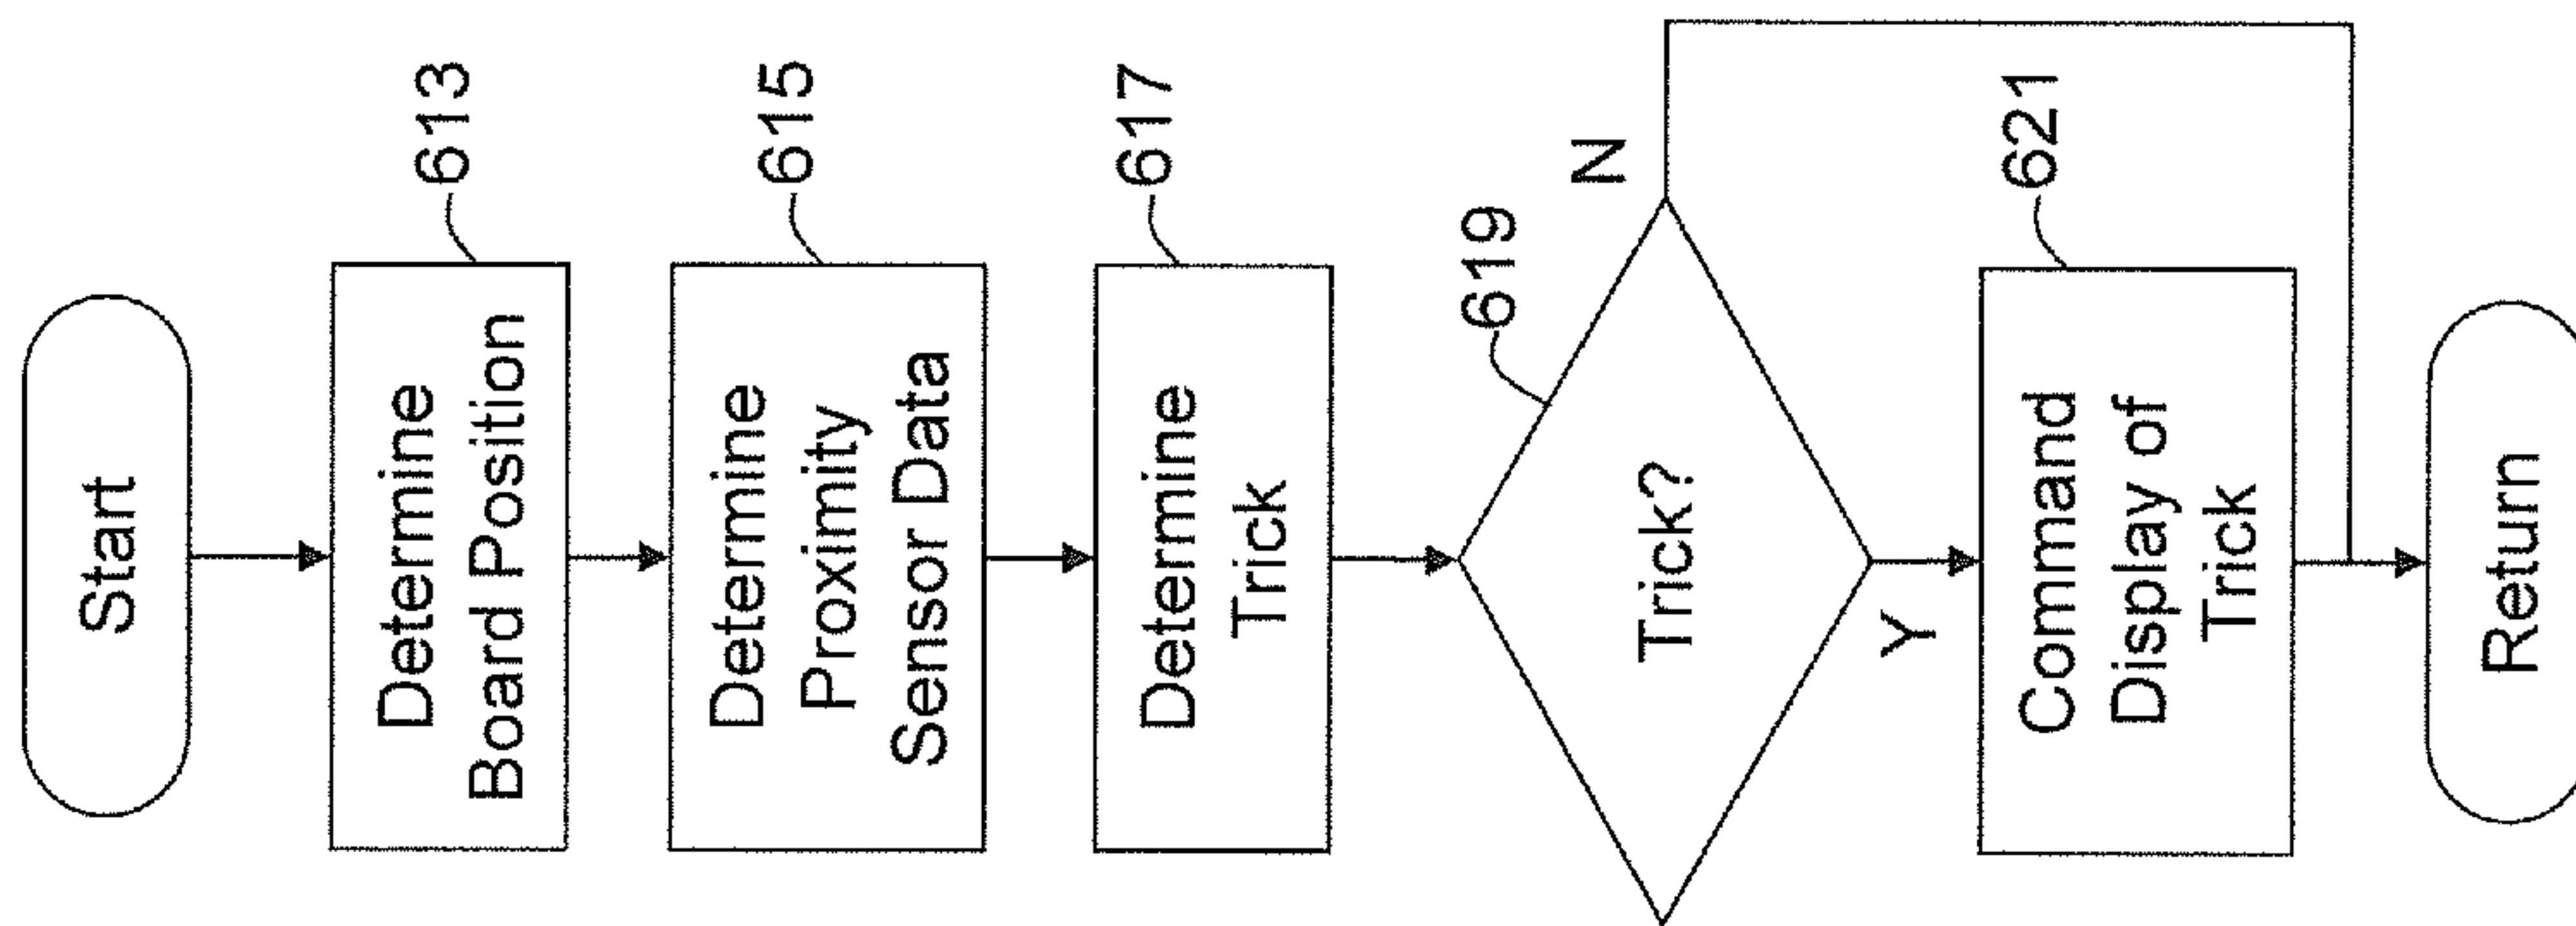 Start
Determine
Board Position
613
Determine
Proximity
Sensor Data
615
Determine
Trick
617
Trick?
619
N
Y
Command
Display of
Trick
621
Return